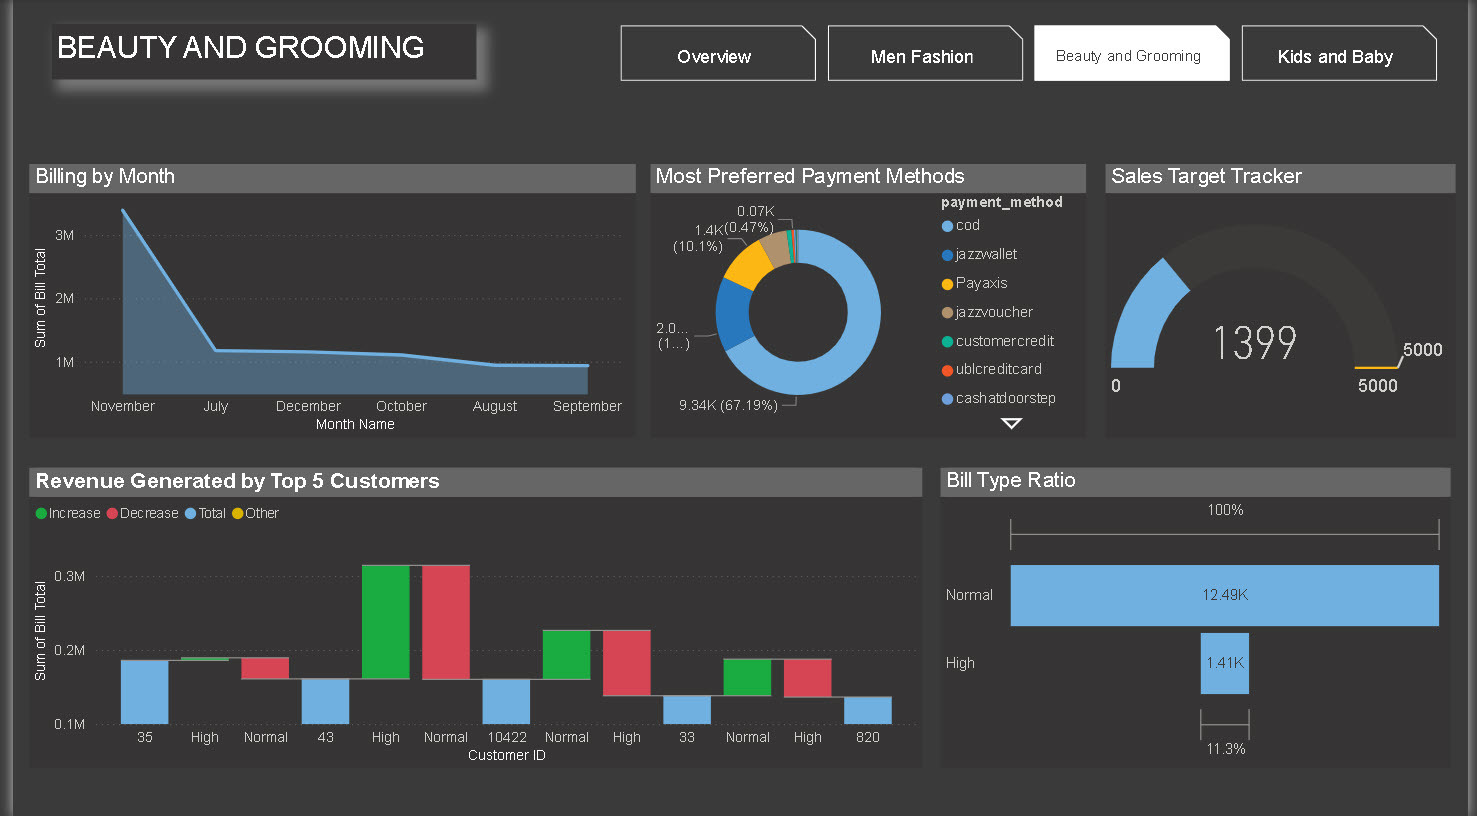 BEAUTY AND GROOMING
Overview
Men Fashion
Beauty and Grooming
Kids and Baby
Billing by Month
Sum of Bill Total
3M
2M
1M
November July December October August September
Month Name
Most Preferred Payment Methods
0.07K
(0.47%)
1.4K
(10.1%)
2.0...
(1...)
9.34K (67.19%)
payment_method
cod
jazzwallet
Payaxis
jazzvoucher
customercredit
ublcreditcard
cashatdoorstep
Sales Target Tracker
1399
5000
0
5000
Revenue Generated by Top 5 Customers
Increase Decrease Total Other
Sum of Bill Total
0.3M
0.2M
0.1M
35 High Normal 43 High Normal 10422 Normal High 33 Normal High 820
Customer ID
Bill Type Ratio
100%
Normal 12.49K
High 1.41K
11.3%